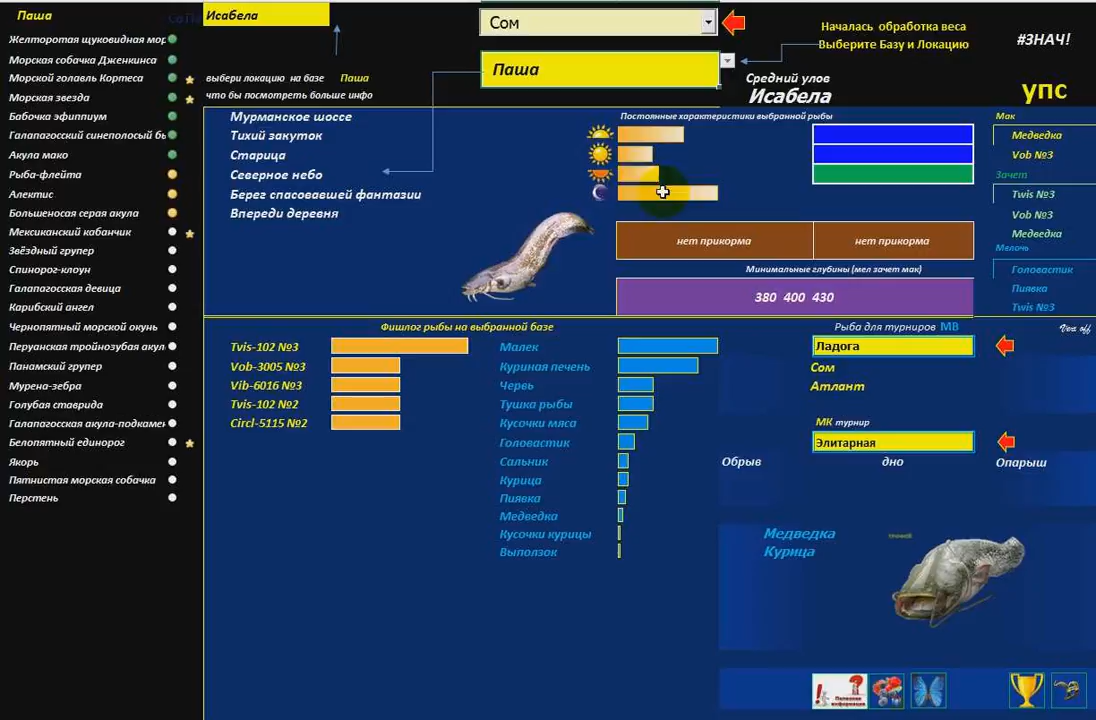 Паша
Исабела
Сом
Началась обработка веса
Выберите Базу и Локацию
#ЗНАЧ!
Желторотая щуковидная мор
Морская собачка Дженкинса
Морской голавль Кортеса
Морская звезда
Бабочка эфиппиум
Галапагосский синеполосый бы
Акула мако
Рыба-флейта
Алектис
Большеносая серая акула
Мексиканский кабанчик
Звёздный групер
Спинорог-клоун
Галапагосская девица
Карибский ангел
Чернопятный морской окунь
Перуанская тройнозубая акул
Панамский групер
Мурена-зебра
Голубая ставрида
Галапагосская акула-подкамен
Белопятный единорог
Якорь
Пятнистая морская собачка
Перстень
выбери локацию на базе Паша
что бы посмотреть больше инфо
Паша
Средний улов
Исабела
упс
Мурманское шоссе
Тихий закуток
Старица
Северное небо
Берег спасовавшей фантазии
Впереди деревня
Постоянные характеристики выбранной рыбы
нет прикорма нет прикорма
Минимальные глубины (мел зачет мак)
380 400 430
Мак
Медведка
Vob №3
Зачет
Twis №3
Vob №3
Медведка
Мелочь
Головастик
Пиявка
Twis №3
Фишлог рыбы на выбранной базе
Tvis-102 №3
Vob-3005 №3
Vib-6016 №3
Tvis-102 №2
Circl-5115 №2
Малек
Куриная печень
Червь
Тушка рыбы
Кусочки мяса
Головастик
Сальник
Курица
Пиявка
Медведка
Кусочки курицы
Выползок
Рыба для турниров МВ
Ладога
Сом
Атлант
МК турнир
Элитарная
Обрыв дно Опарыш
Медведка
Курица
Полезная
информация